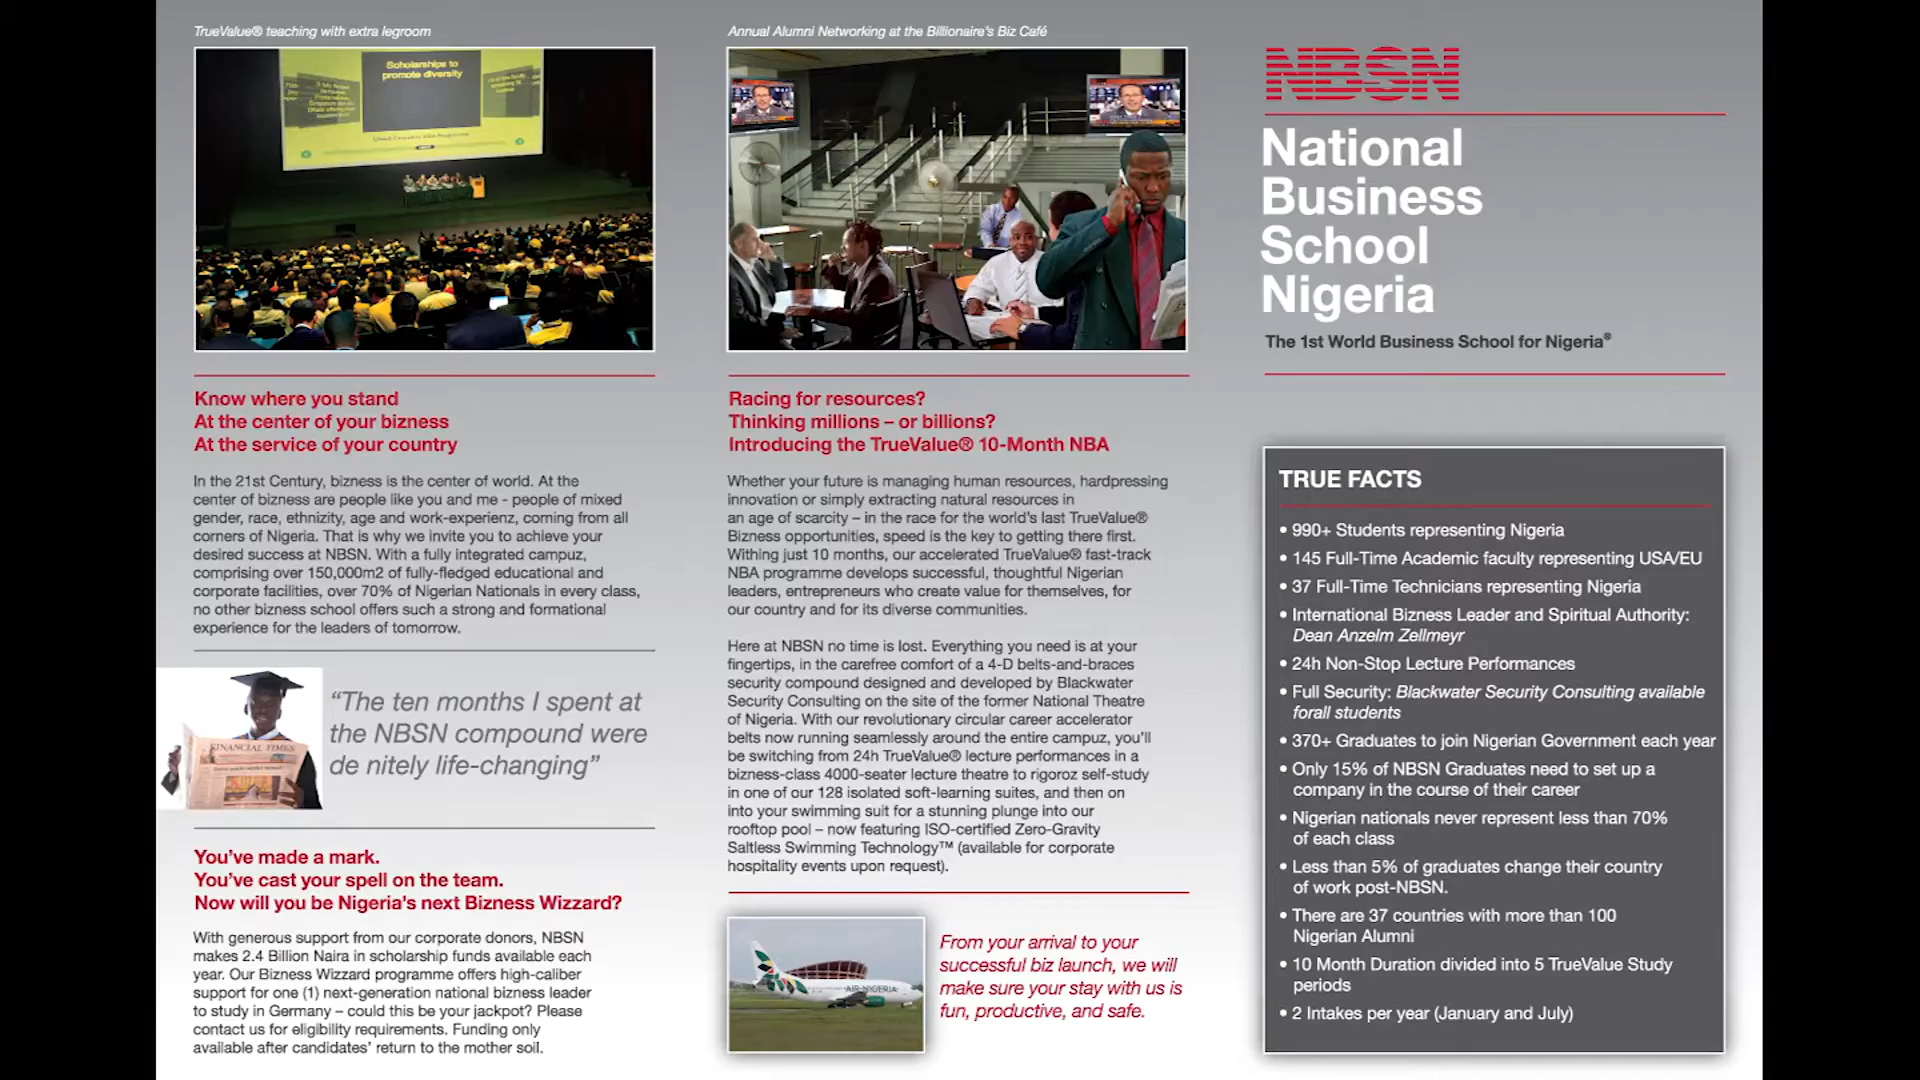 TrueValue® teaching with extra legroom
Scholarships to
promote diversity
Know where you stand
At the center of your bizness
At the service of your country
In the 21st Century, bizness is the center of world. At the
center of bizness are people like you and me - people of mixed
gender, race, ethnizity, age and work-experienz, coming from all
corners of Nigeria. That is why we invite you to achieve your
desired success at NBSN. With a fully integrated campuz,
comprising over 150,000m2 of fully-fledged educational and
corporate facilities, over 70% of Nigerian Nationals in every class,
no other bizness school offers such a strong and formational
experience for the leaders of tomorrow.
FINANCIAL TIMES
“The ten months I spent at
the NBSN compound were
de nitely life-changing”
You’ve made a mark.
You’ve cast your spell on the team.
Now will you be Nigeria’s next Bizness Wizzard?
With generous support from our corporate donors, NBSN
makes 2.4 Billion Naira in scholarship funds available each
year. Our Bizness Wizzard programme offers high-caliber
support for one (1) next-generation national bizness leader
to study in Germany – could this be your jackpot? Please
contact us for eligibility requirements. Funding only
available after candidates’ return to the mother soil.
Annual Alumni Networking at the Billionaire’s Biz Café
Racing for resources?
Thinking millions – or billions?
Introducing the TrueValue® 10-Month NBA
Whether your future is managing human resources, hardpressing
innovation or simply extracting natural resources in
an age of scarcity – in the race for the world’s last TrueValue®
Bizness opportunities, speed is the key to getting there first.
Withing just 10 months, our accelerated TrueValue® fast-track
NBA programme develops successful, thoughtful Nigerian
leaders, entrepreneurs who create value for themselves, for
our country and for its diverse communities.
Here at NBSN no time is lost. Everything you need is at your
fingertips, in the carefree comfort of a 4-D belts-and-braces
security compound designed and developed by Blackwater
Security Consulting on the site of the former National Theatre
of Nigeria. With our revolutionary circular career accelerator
belts now running seamlessly around the entire campuz, you’ll
be switching from 24h TrueValue® lecture performances in a
bizness-class 4000-seater lecture theatre to rigoroz self-study
in one of our 128 isolated soft-learning suites, and then on
into your swimming suit for a stunning plunge into our
rooftop pool – now featuring ISO-certified Zero-Gravity
Saltless Swimming Technology™ (available for corporate
hospitality events upon request).
AIR NIGERIA
From your arrival to your
successful biz launch, we will
make sure your stay with us is
fun, productive, and safe.
NBSN
National
Business
School
Nigeria
The 1st World Business School for Nigeria®
TRUE FACTS
• 990+ Students representing Nigeria
• 145 Full-Time Academic faculty representing USA/EU
• 37 Full-Time Technicians representing Nigeria
• International Bizness Leader and Spiritual Authority:
Dean Anzelm Zellmeyr
• 24h Non-Stop Lecture Performances
• Full Security: Blackwater Security Consulting available
forall students
• 370+ Graduates to join Nigerian Government each year
• Only 15% of NBSN Graduates need to set up a
company in the course of their career
• Nigerian nationals never represent less than 70%
of each class
• Less than 5% of graduates change their country
of work post-NBSN.
• There are 37 countries with more than 100
Nigerian Alumni
• 10 Month Duration divided into 5 TrueValue Study
periods
• 2 Intakes per year (January and July)